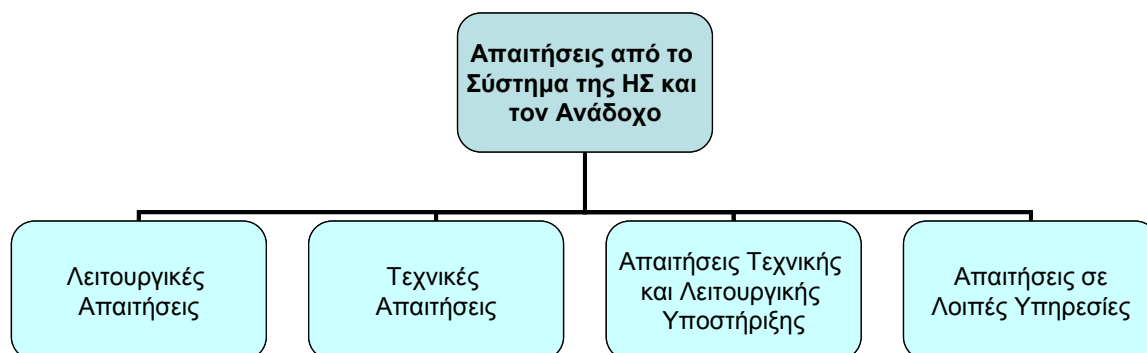 Απαιτήσεις από το
Σύστημα της ΗΣ και
τον Ανάδοχο
Λειτουργικές
Απαιτήσεις
Τεχνικές
Απαιτήσεις
Απαιτήσεις Τεχνικής
και Λειτουργικής
Υποστήριξης
Απαιτήσεις σε
Λοιπές Υπηρεσίες